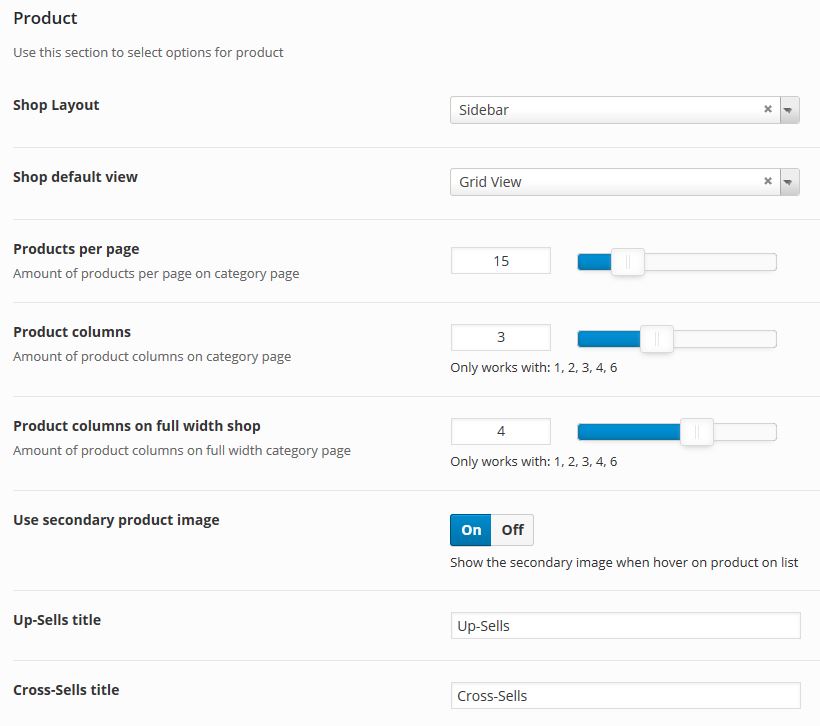 Product
Use this section to select options for product
Shop Layout
Sidebar
Shop default view
Grid View
Products per page
Amount of products per page on category page
15
Product columns
Amount of product columns on category page
3
Only works with: 1, 2, 3, 4, 6
Product columns on full width shop
Amount of product columns on full width category page
4
Only works with: 1, 2, 3, 4, 6
Use secondary product image
On Off
Show the secondary image when hover on product on list
Up-Sells title
Up-Sells
Cross-Sells title
Cross-Sells